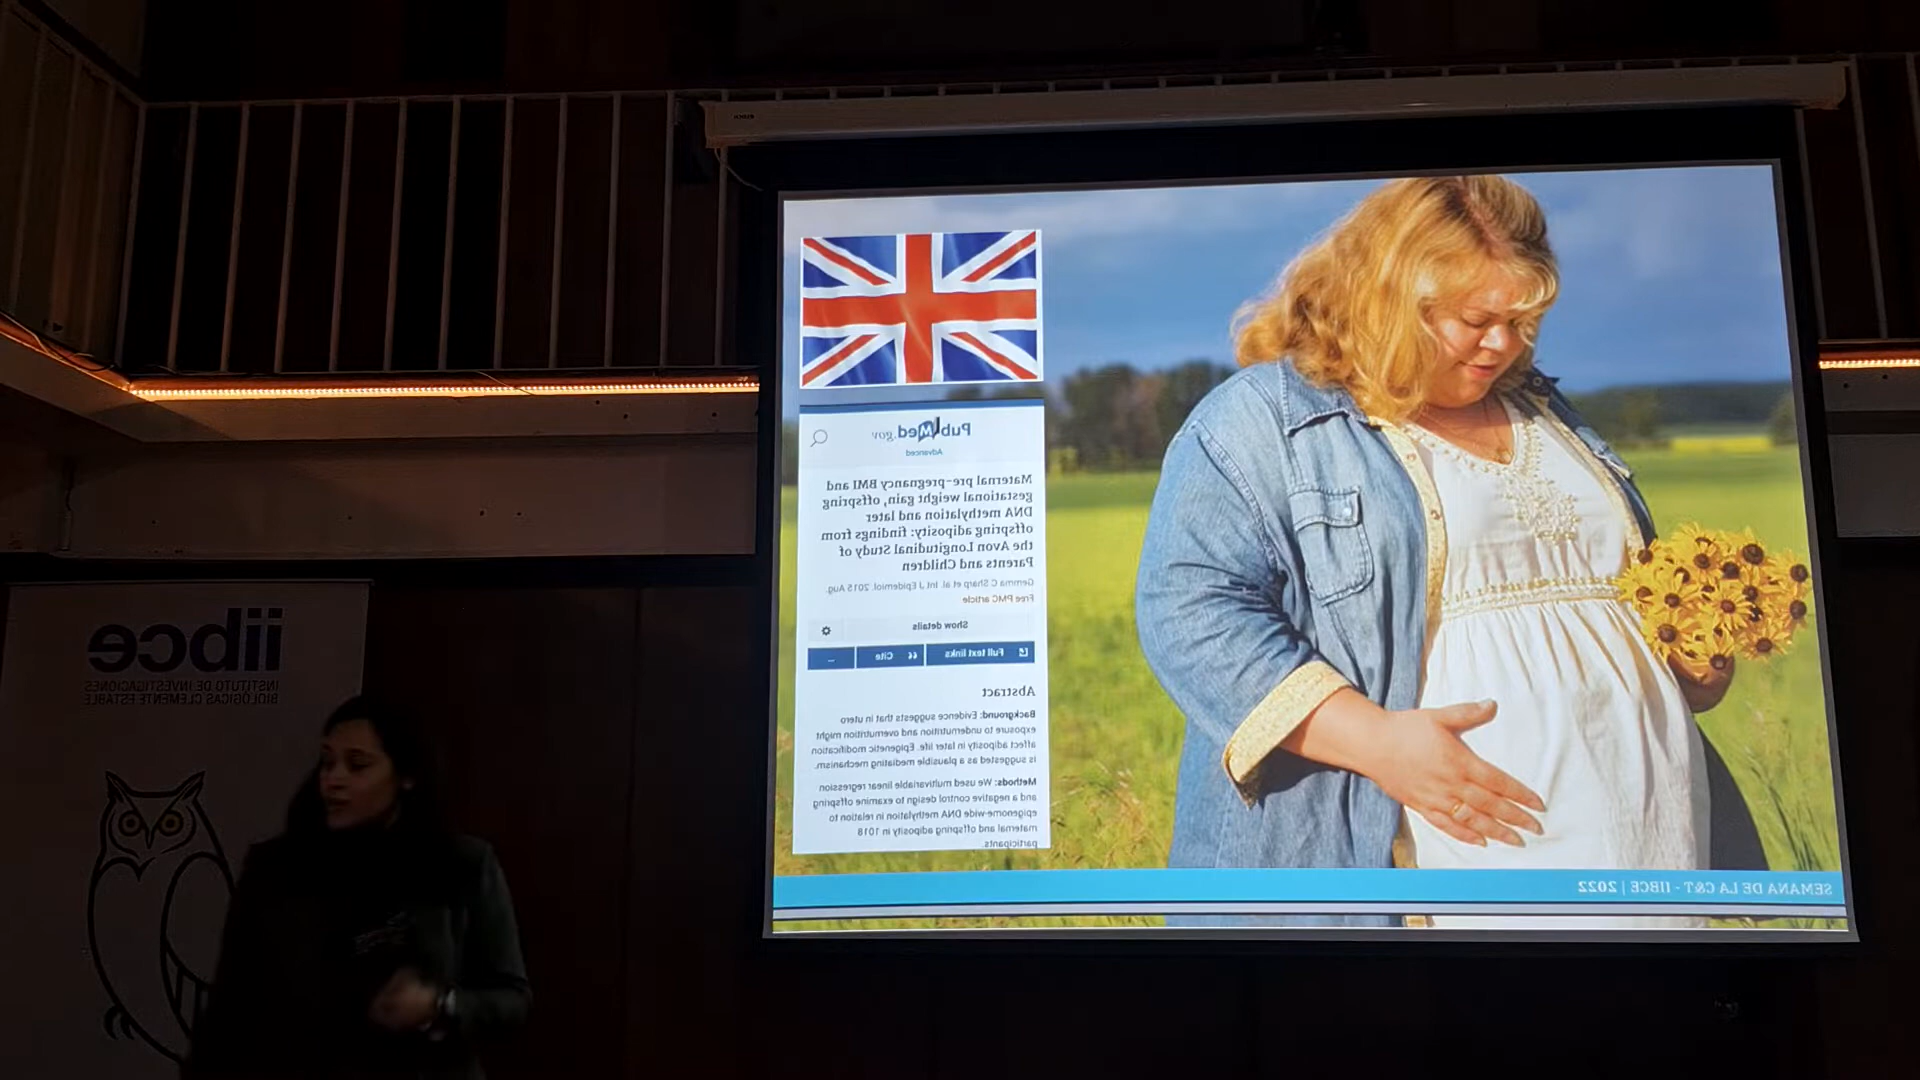 PubMed.gov
Advanced
Maternal pre-pregnancy BMI and
gestational weight gain, offspring
DNA methylation and later
offspring adiposity: findings from
the Avon Longitudinal Study of
Parents and Children
Gemma C Sharp et al. Int J Epidemiol. 2015 Aug.
Free PMC article
Show details
Full text links
Cite
...
Abstract
Background: Evidence suggests that in utero
exposure to undernutrition and overnutrition might
affect adiposity in later life. Epigenetic modification
is suggested as a plausible mediating mechanism.
Methods: We used multivariable linear regression
and a negative control design to examine offspring
epigenome-wide DNA methylation in relation to
maternal and offspring adiposity in 1018
participants.
SEMANA DE LA C&T - IIBCE | 2022
iibce
INSTITUTO DE INVESTIGACIONES
BIOLÓGICAS CLEMENTE ESTABLE